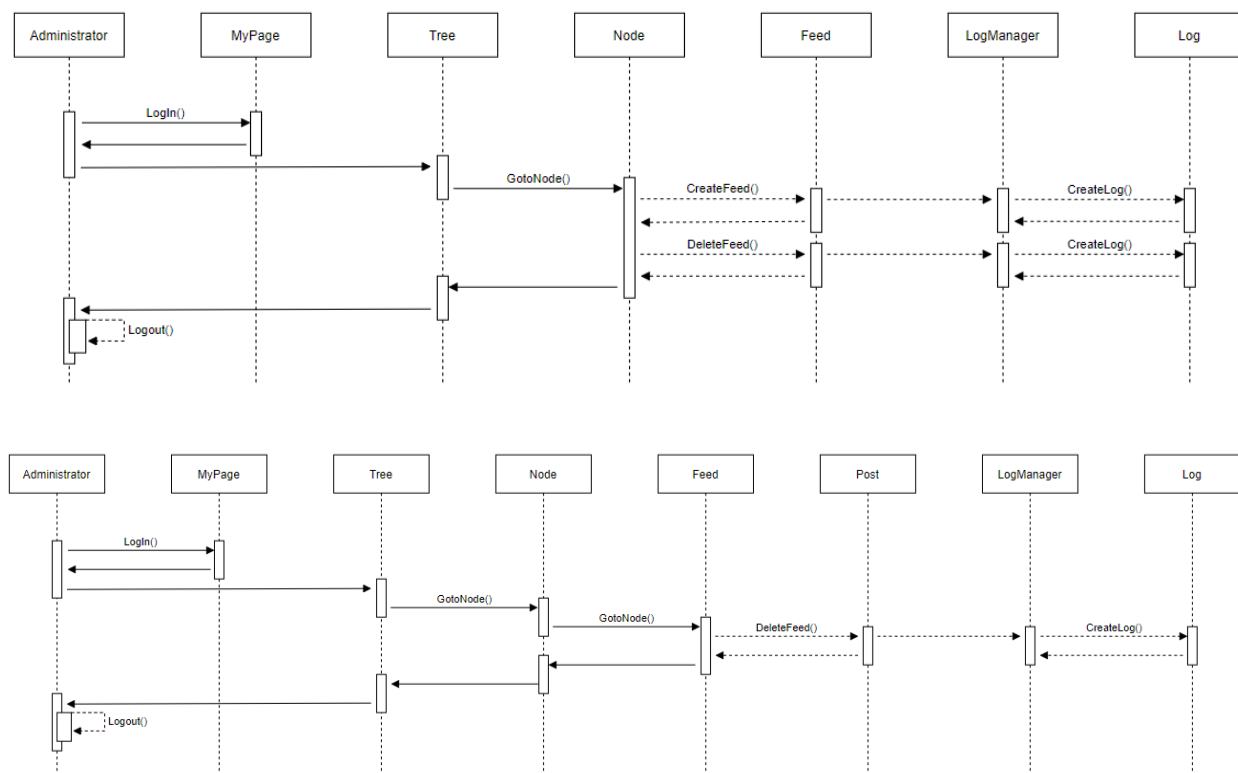 Administrator
MyPage
Tree
Node
Feed
LogManager
Log
LogIn()
GotoNode()
CreateFeed()
CreateLog()
DeleteFeed()
CreateLog()
Logout()
Administrator
MyPage
Tree
Node
Feed
Post
LogManager
Log
LogIn()
GotoNode()
GotoNode()
DeleteFeed()
CreateLog()
Logout()